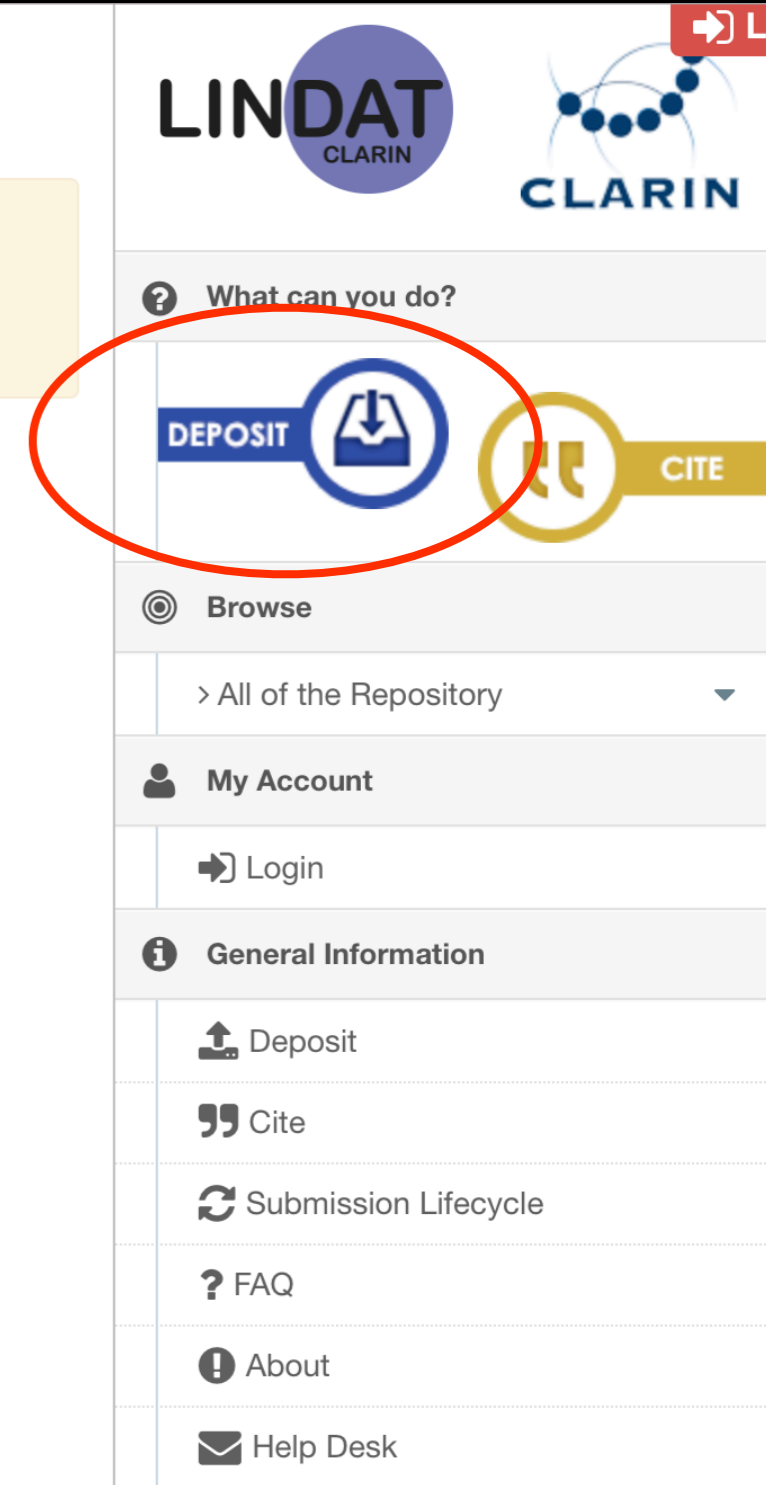 LINDAT
CLARIN
CLARIN
What can you do?
DEPOSIT
CITE
Browse
> All of the Repository
My Account
Login
General Information
Deposit
Cite
Submission Lifecycle
FAQ
About
Help Desk